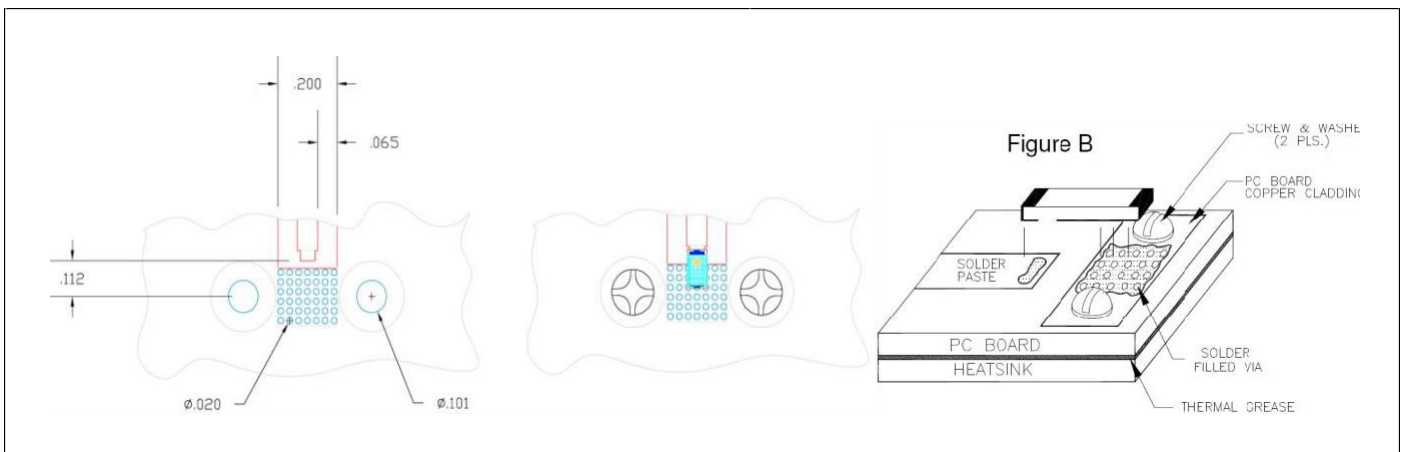 .200
.065
.112
Ø.020
Ø.101
Figure B
SCREW & WASHE
(2 PLS.)
PC BOARD
COPPER CLADDING
SOLDER
PASTE
PC BOARD
HEATSINK
SOLDER
FILLED VIA
THERMAL GREASE